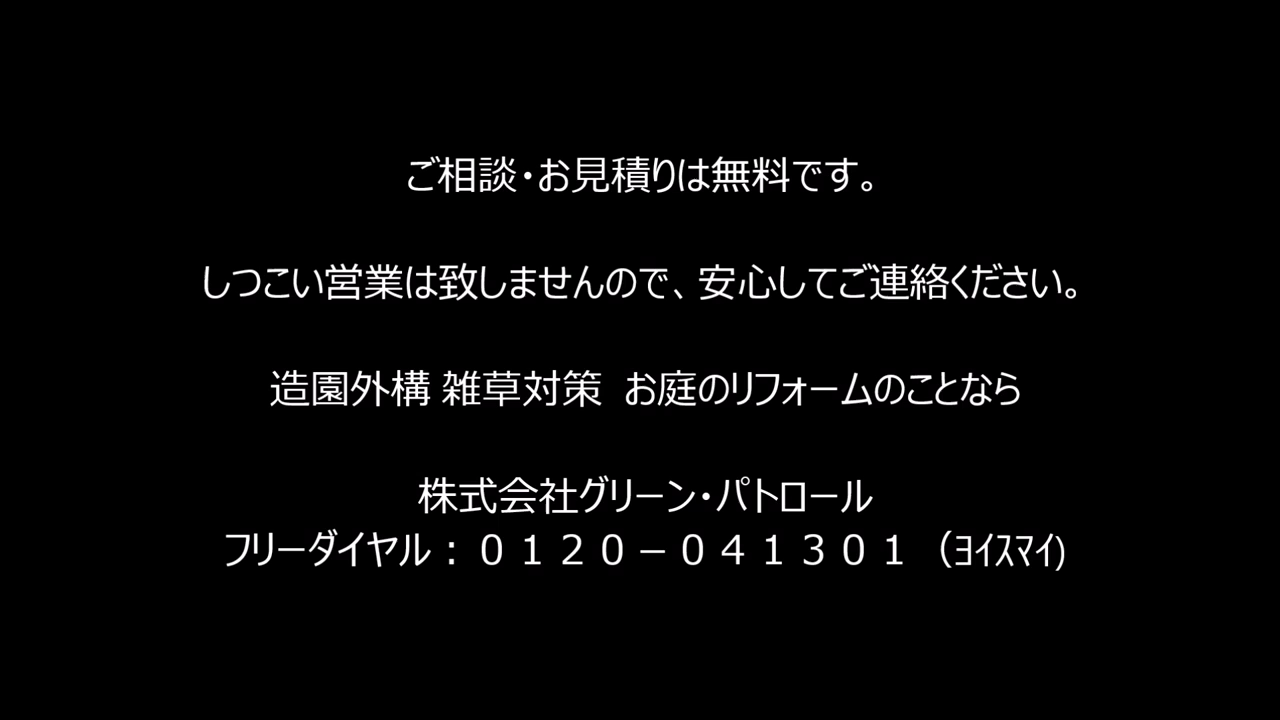 ご相談・お見積りは無料です。
しつこい営業は致しませんので、安心してご連絡ください。
造園外構 雑草対策  お庭のリフォームのことなら
株式会社グリーン・パトロール
フリーダイヤル：０１２０－０４１３０１（ﾖｲｽﾏｲ)